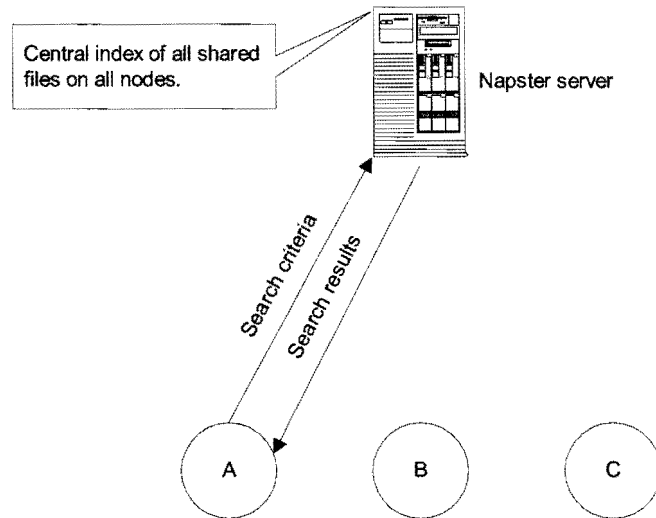 Central index of all shared
files on all nodes.
Napster server
Search criteria
Search results
A
B
C